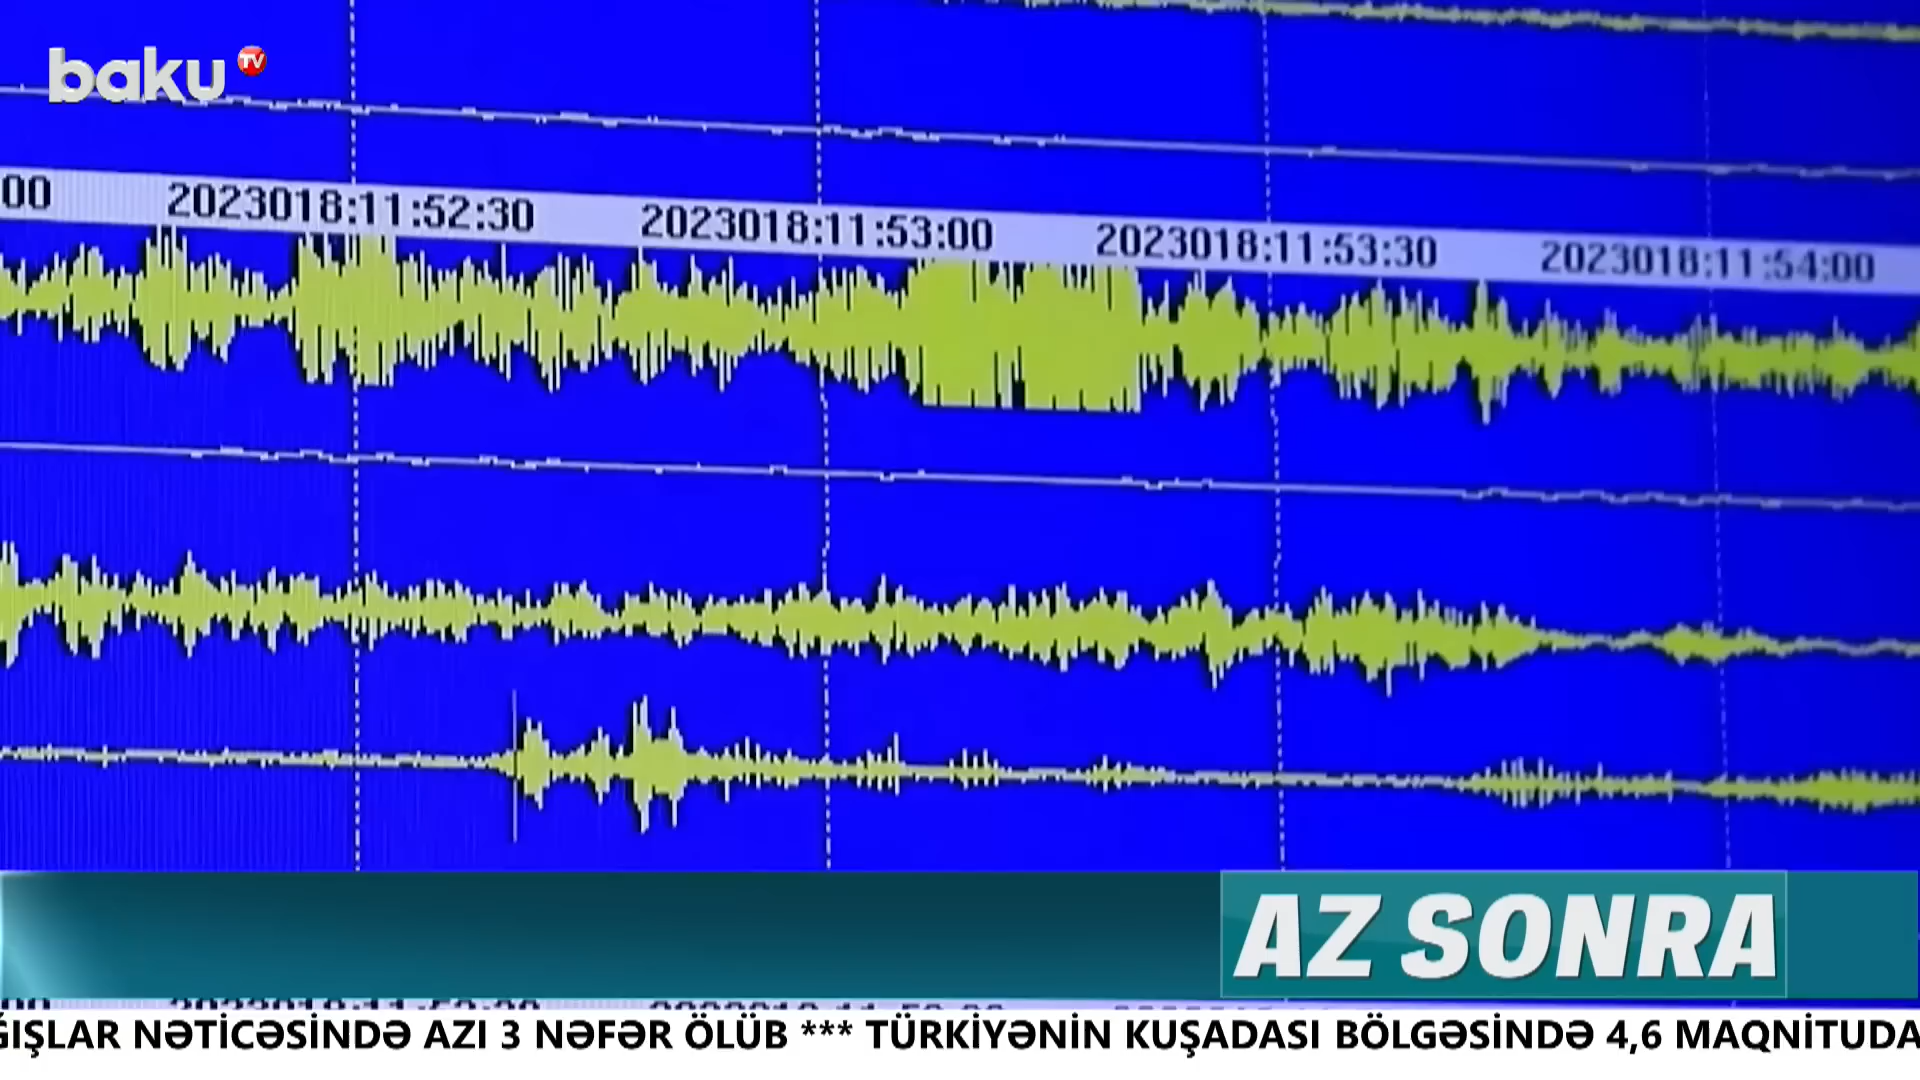 baku TV
00 2023018:11:52:30 2023018:11:53:00 2023018:11:53:30 2023018:11:54:00
AZ SONRA
ĞIŞLAR NƏTİCƏSİNDƏ AZI 3 NƏFƏR ÖLÜB *** TÜRKİYƏNİN KUŞADASI BÖLGƏSİNDƏ 4,6 MAQNİTUDA